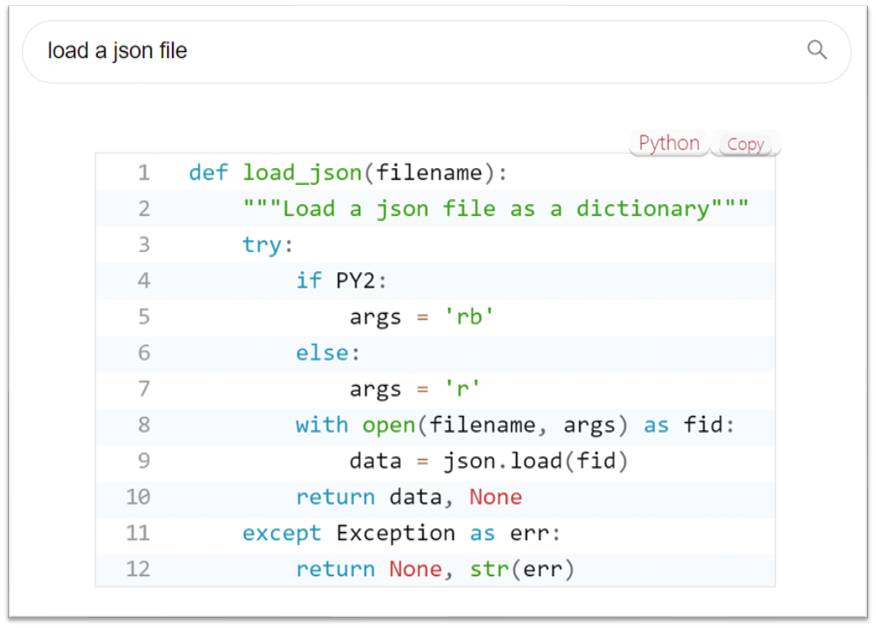 load a json file
Python Copy
1 def load_json(filename):
2     """Load a json file as a dictionary"""
3     try:
4         if PY2:
5             args = 'rb'
6         else:
7             args = 'r'
8         with open(filename, args) as fid:
9             data = json.load(fid)
10         return data, None
11     except Exception as err:
12         return None, str(err)